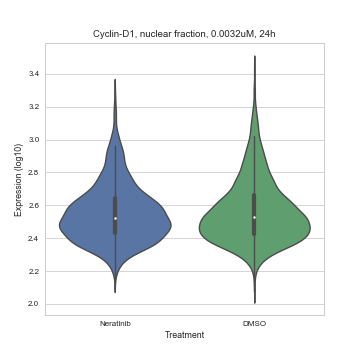 Cyclin-D1, nuclear fraction, 0.0032uM, 24h
3.4
3.2
3.0
2.8
2.6
2.4
2.2
2.0
Expression (log10)
Neratinib DMSO
Treatment